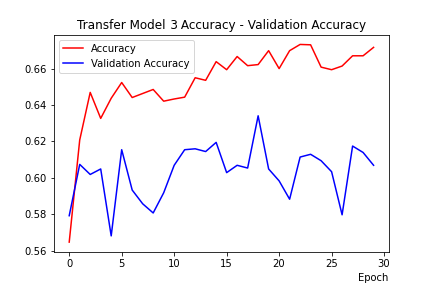 Transfer Model 3 Accuracy - Validation Accuracy
Accuracy
Validation Accuracy
0.66
0.64
0.62
0.60
0.58
0.56
0 5 10 15 20 25 30
Epoch